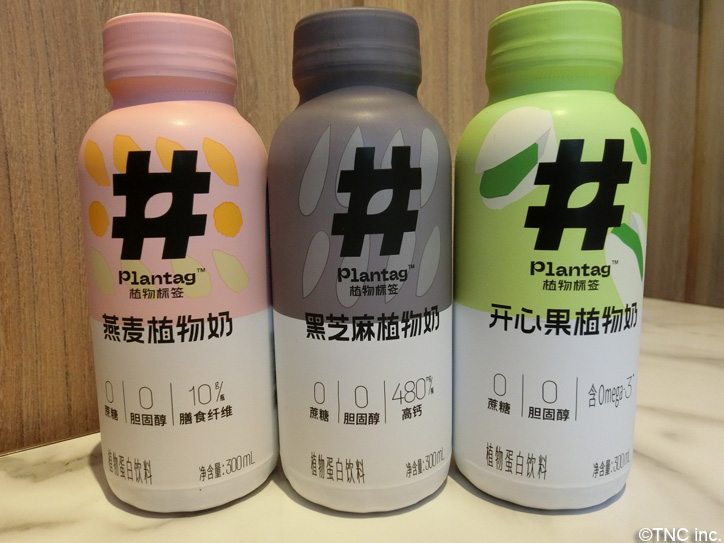 #
Plantag™
植物标签
燕麦植物奶
0
蔗糖
0
胆固醇
10g/瓶
膳食纤维
植物蛋白饮料
净含量:300mL
#
Plantag™
植物标签
黑芝麻植物奶
0
蔗糖
0
胆固醇
480mg/瓶
高钙
植物蛋白饮料
净含量:300mL
#
Plantag™
植物标签
开心果植物奶
0
蔗糖
0
胆固醇
含Omega-3
植物蛋白饮料
净含量:300mL
©TNC inc.